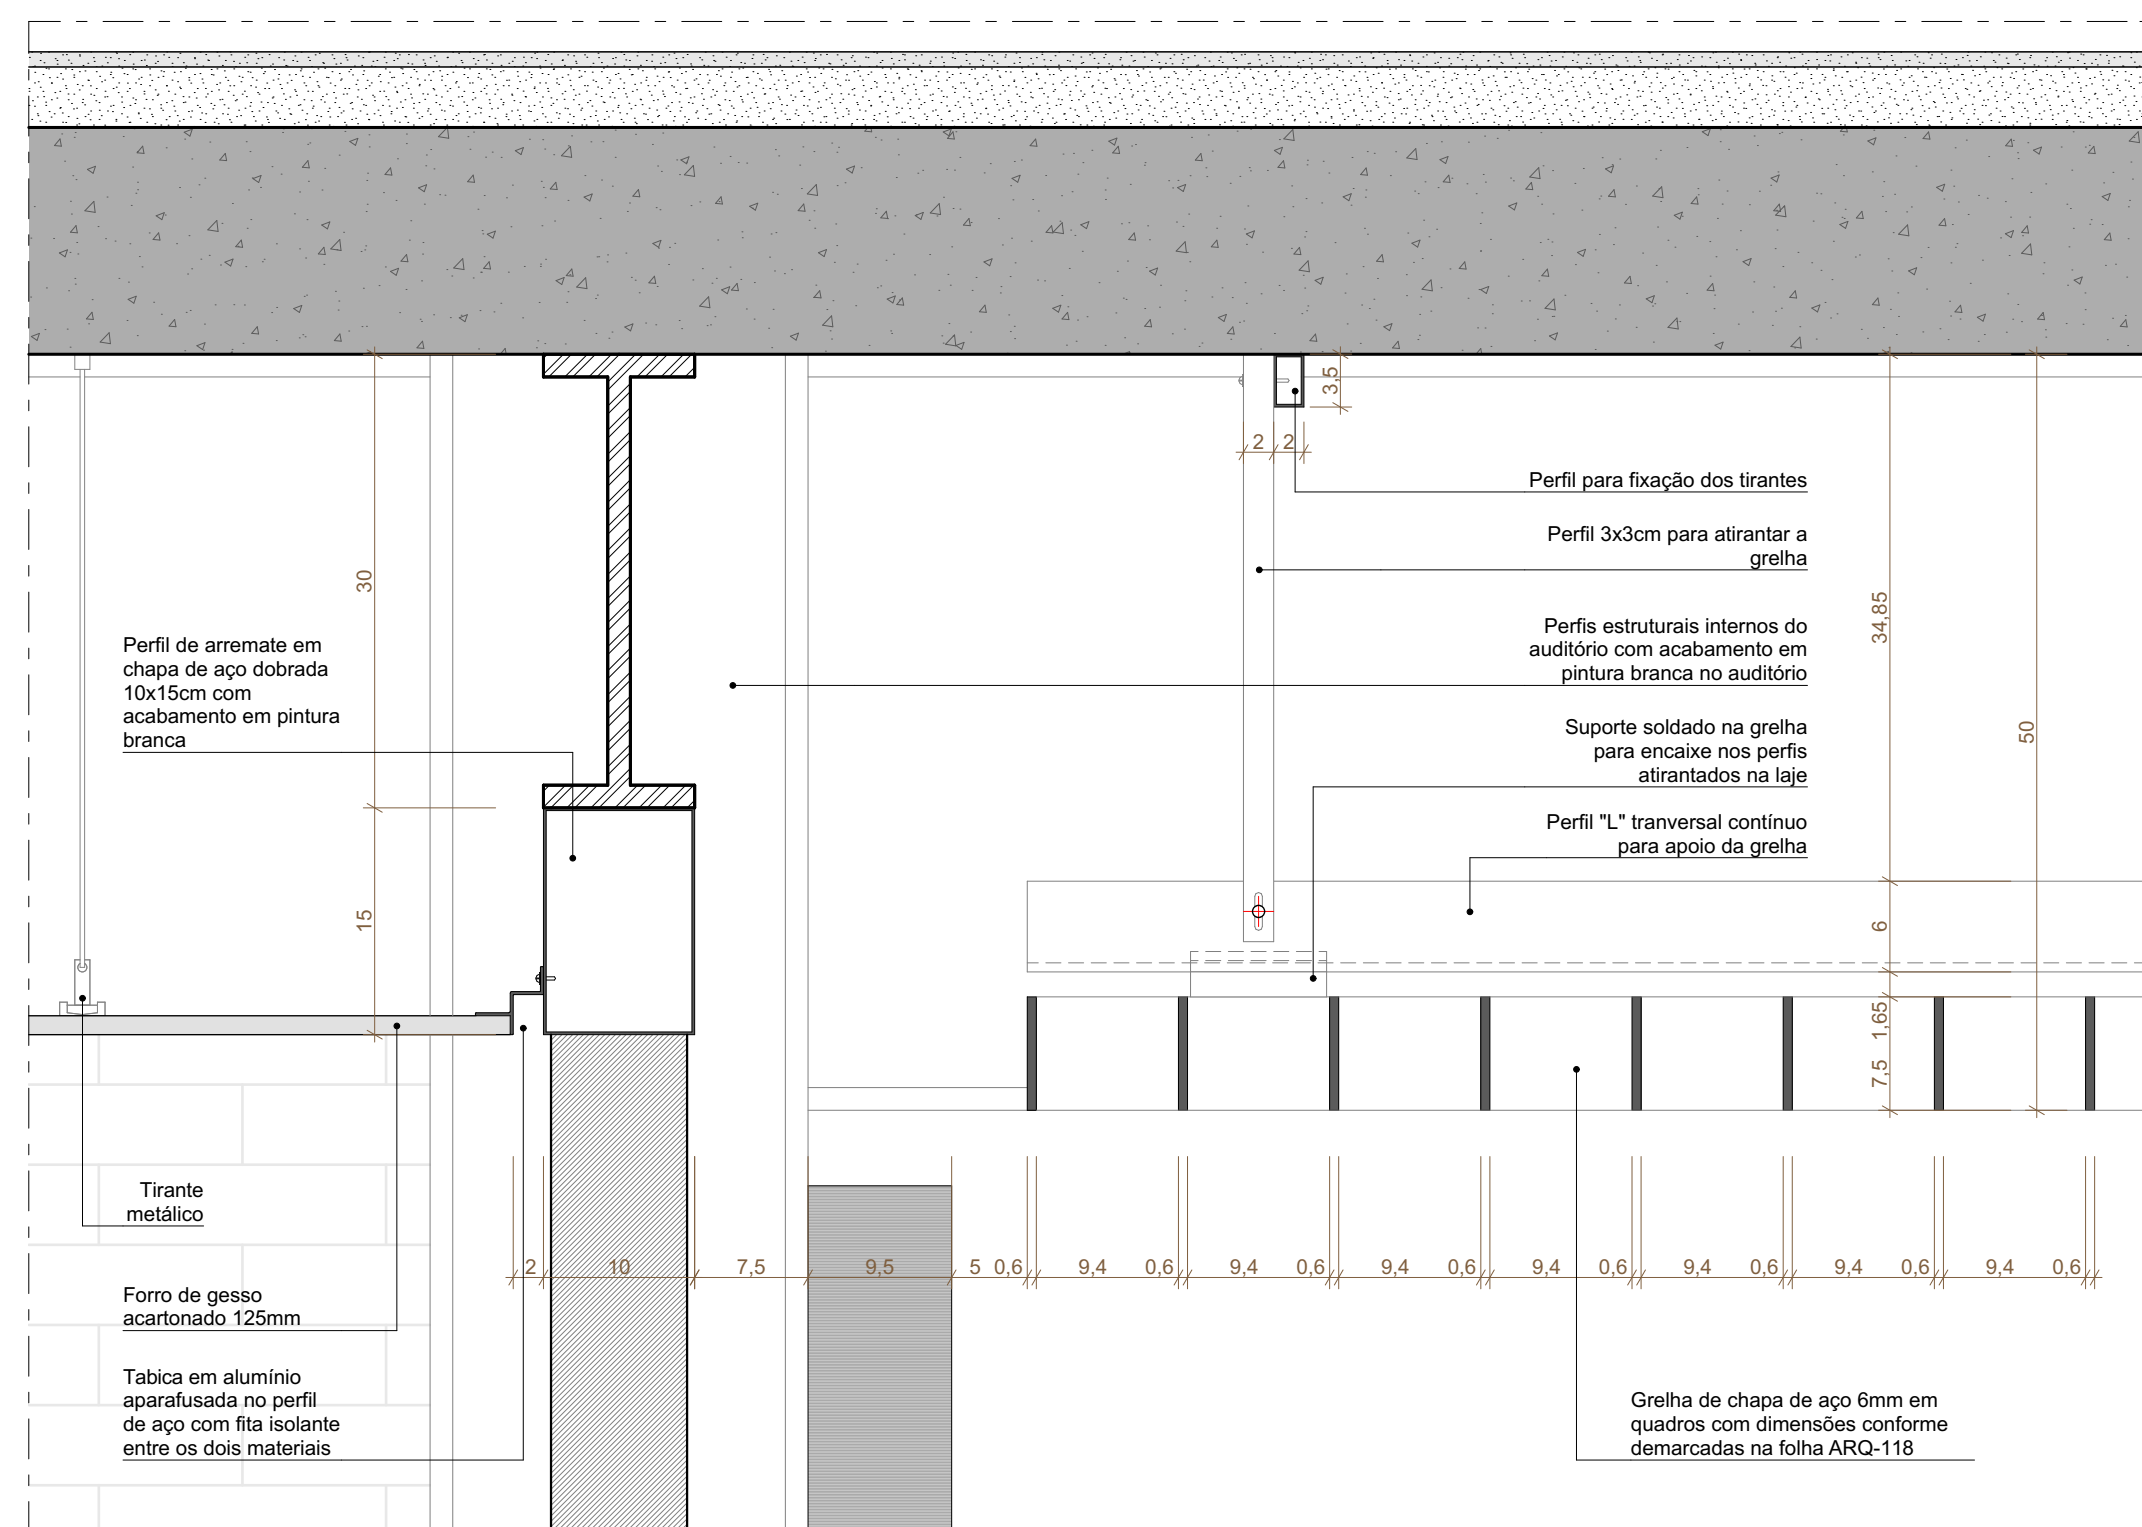 3,5
2 2
Perfil para fixação dos tirantes
Perfil 3x3cm para atirantar a
grelha
30
34,85
Perfis estruturais internos do
auditório com acabamento em
pintura branca no auditório
Perfil de arremate em
chapa de aço dobrada
10x15cm com
acabamento em pintura
branca
50
Suporte soldado na grelha
para encaixe nos perfis
atirantados na laje
Perfil "L" tranversal contínuo
para apoio da grelha
15
6
1,65
7,5
Tirante
metálico
2 10 7,5 9,5 5 0,6 9,4 0,6 9,4 0,6 9,4 0,6 9,4 0,6 9,4 0,6 9,4 0,6 9,4 0,6
Forro de gesso
acartonado 125mm
Tabica em alumínio
aparafusada no perfil
de aço com fita isolante
entre os dois materiais
Grelha de chapa de aço 6mm em
quadros com dimensões conforme
demarcadas na folha ARQ-118